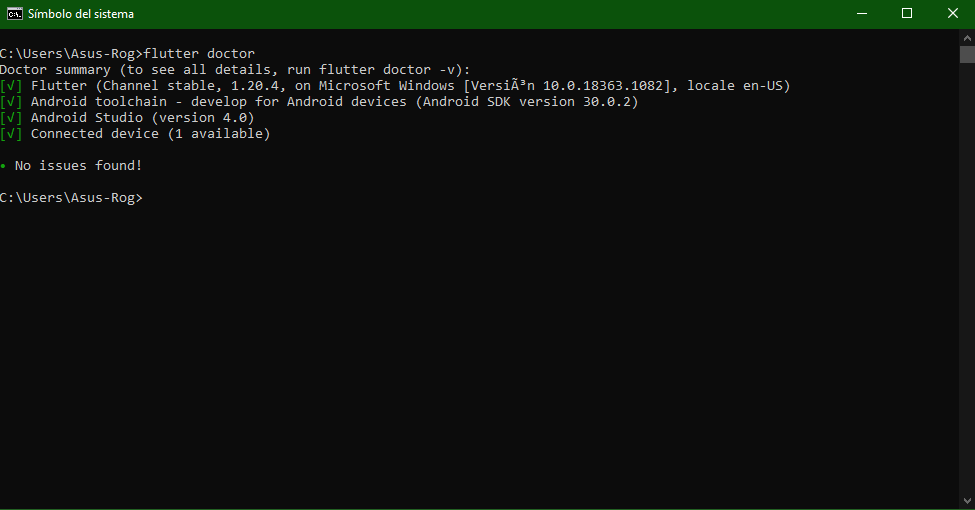 Símbolo del sistema
C:\Users\Asus-Rog>flutter doctor
Doctor summary (to see all details, run flutter doctor -v):
[√] Flutter (Channel stable, 1.20.4, on Microsoft Windows [VersiÃ³n 10.0.18363.1082], locale en-US)
[√] Android toolchain - develop for Android devices (Android SDK version 30.0.2)
[√] Android Studio (version 4.0)
[√] Connected device (1 available)
• No issues found!
C:\Users\Asus-Rog>